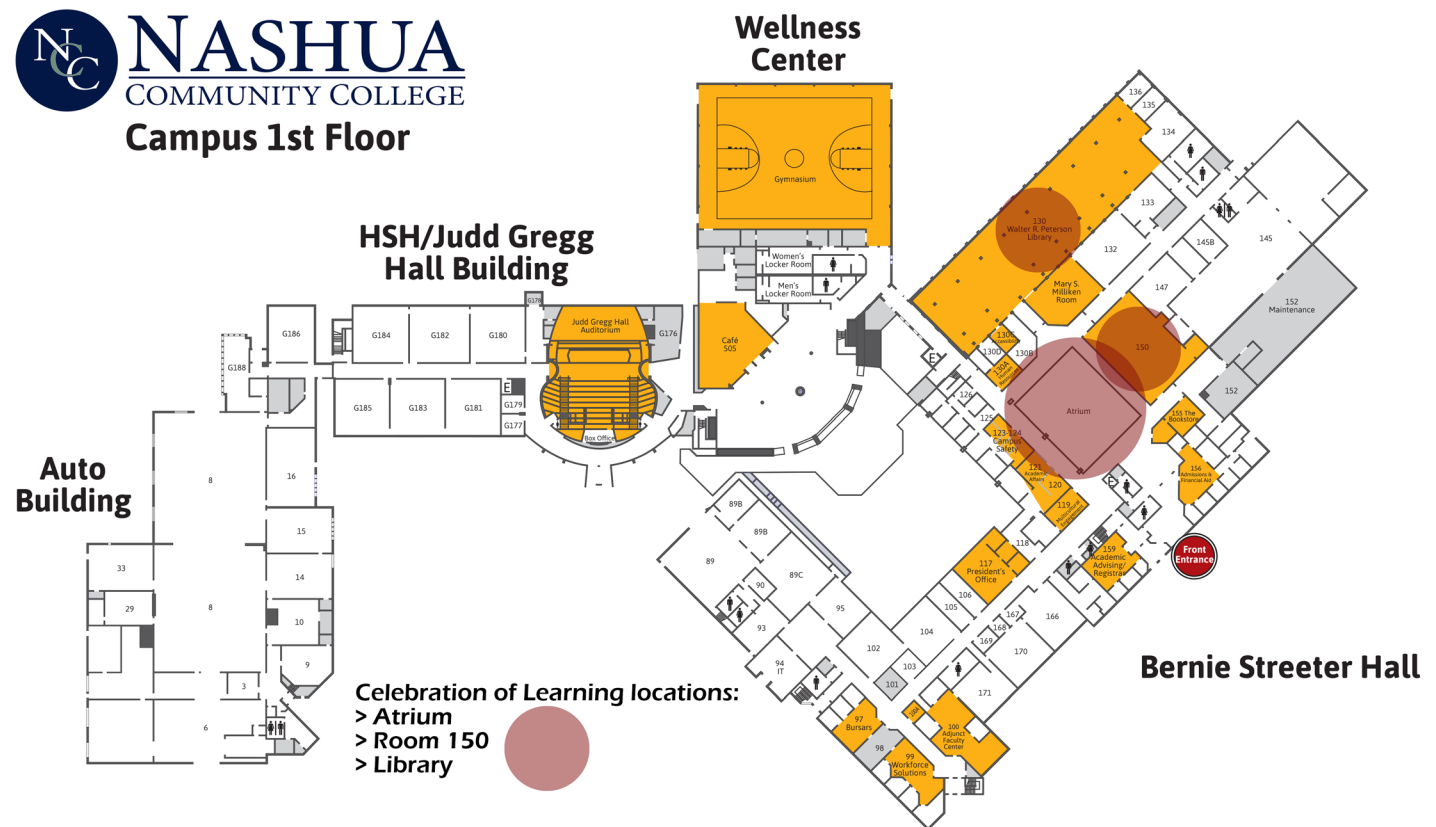 NCC
NASHUA
COMMUNITY COLLEGE
Campus 1st Floor
Wellness
Center
Gymnasium
Women's
Locker Room
Men's
Locker Room
Café
505
HSH/Judd Gregg
Hall Building
G178
Judd Gregg Hall
Auditorium
G176
G186
G184
G182
G180
G188
E
G179
G177
G185
G183
G181
Box Office
Auto
Building
8
16
15
14
33
29
8
10
9
3
6
136
135
134
133
132
130
Walter R. Peterson
Library
145B
145
147
152
Maintenance
152
Mary S.
Milliken
Room
150
130C
130D
130B
130A
Human
E
Atrium
126
125
123-124
Campus
Safety
121
Academic
Affairs
120
119
Multicultural
118
155 The
Bookstore
156
Admissions &
Financial Aid
E
Front
Entrance
159
Academic
Advising/
Registrar
117
President's
Office
106
105
104
103
102
101
166
167
168
169
170
171
89B
89B
89
89C
90
95
93
94
IT
97
Bursars
98
99
Workforce
Solutions
100A
100
Adjunct
Faculty
Center
Bernie Streeter Hall
Celebration of Learning locations:
> Atrium
> Room 150
> Library